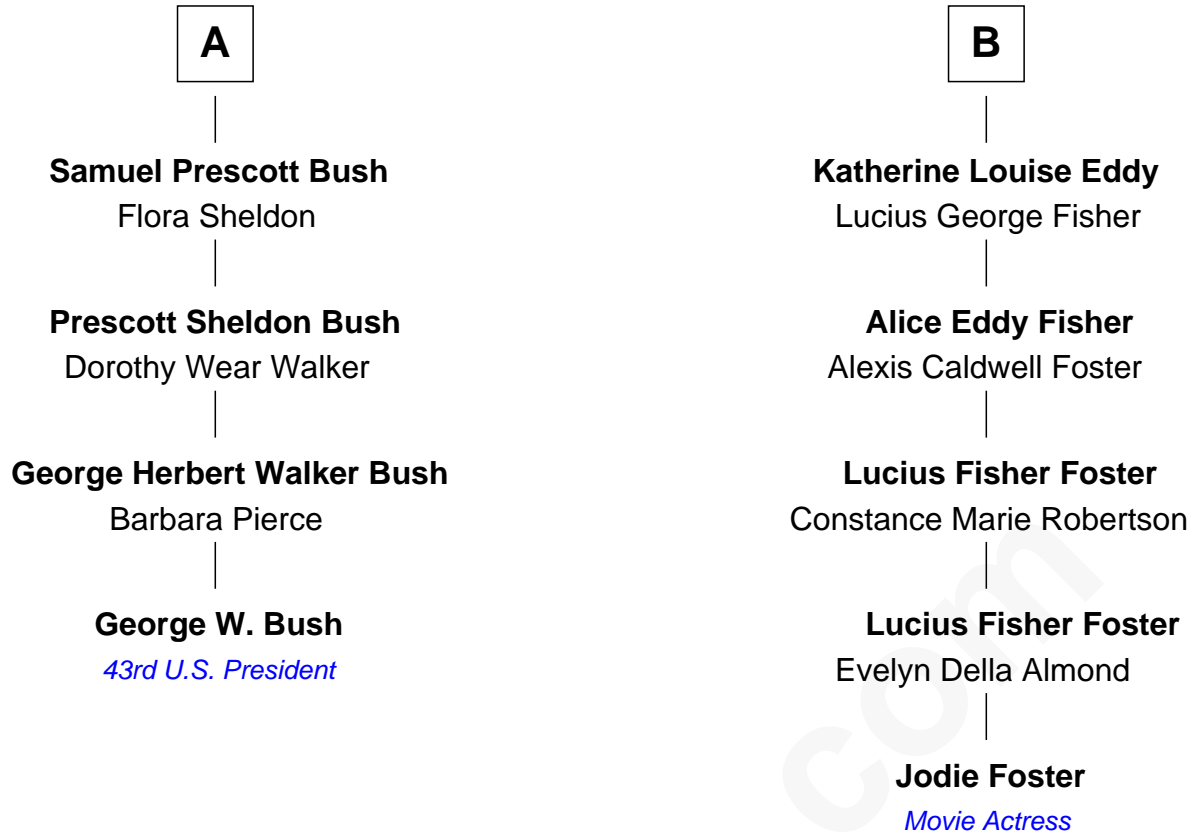 A
Samuel Prescott Bush
Flora Sheldon
Prescott Sheldon Bush
Dorothy Wear Walker
George Herbert Walker Bush
Barbara Pierce
George W. Bush
43rd U.S. President
B
Katherine Louise Eddy
Lucius George Fisher
Alice Eddy Fisher
Alexis Caldwell Foster
Lucius Fisher Foster
Constance Marie Robertson
Lucius Fisher Foster
Evelyn Della Almond
Jodie Foster
Movie Actress
com